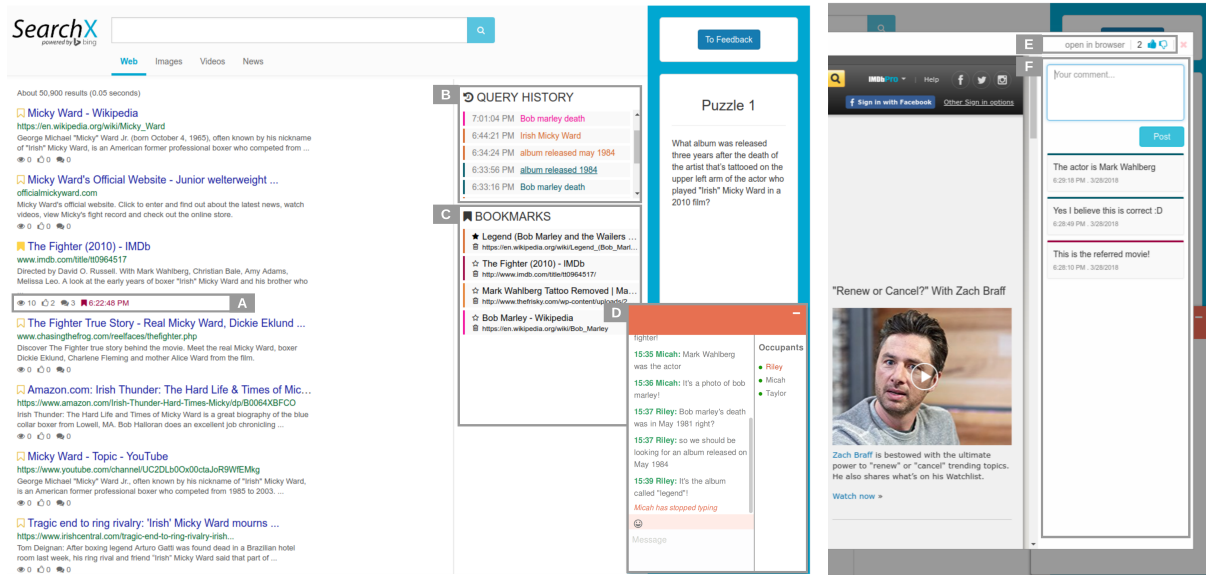 SearchX
powered by bing
Web Images Videos News
About 50,900 results (0.05 seconds)
Micky Ward - Wikipedia
https://en.wikipedia.org/wiki/Micky_Ward
George Michael "Micky" Ward Jr. (born October 4, 1965), often known by his nickname
of "Irish" Micky Ward, is an American former professional boxer who competed from ...
0 0 0
Micky Ward's Official Website - Junior welterweight ...
officialmickyward.com
Micky Ward's official website. Click to enter and find out about the latest news, watch
videos, view Micky's fight record and check out the online store.
0 0 0
The Fighter (2010) - IMDb
www.imdb.com/title/tt0964517
Directed by David O. Russell. With Mark Wahlberg, Christian Bale, Amy Adams,
Melissa Leo. A look at the early years of boxer "Irish" Micky Ward and his brother who
...
10 2 3 6:22:48 PM A
The Fighter True Story - Real Micky Ward, Dickie Eklund ...
www.chasingthefrog.com/reelfaces/thefighter.php
Discover The Fighter true story behind the movie. Meet the real Micky Ward, boxer
Dickie Eklund, Charlene Fleming and mother Alice Ward from the film.
0 0 0
Amazon.com: Irish Thunder: The Hard Life & Times of Mic...
https://www.amazon.com/Irish-Thunder-Hard-Times-Micky/dp/B0064XBFCO
Irish Thunder: The Hard Life and Times of Micky Ward is a great biography of the blue
collar boxer from Lowell, MA. Bob Halloran does an excellent job chronicling ...
0 0 0
Micky Ward - Topic - YouTube
https://www.youtube.com/channel/UC2DLb0Ox00ctaJoR9WfEMkg
George Michael "Micky" Ward Jr., often known by his nickname of "Irish" Micky Ward,
is an American former professional boxer who competed from 1985 to 2003. ...
0 0 0
Tragic end to ring rivalry: 'Irish' Micky Ward mourns ...
https://www.irishcentral.com/tragic-end-to-ring-rivalry-irish...
Tom Deignan: After boxing legend Arturo Gatti was found dead in a Brazilian hotel
room last week, his ring rival and friend "Irish" Micky Ward said that part of ...
0 0 0
B QUERY HISTORY
7:01:04 PM Bob marley death
6:44:21 PM Irish Micky Ward
6:34:24 PM album released may 1984
6:33:56 PM album released 1984
6:33:16 PM Bob marley death
C BOOKMARKS
Legend (Bob Marley and the Wailers ...
https://en.wikipedia.org/wiki/Legend_(Bob_Marl...
The Fighter (2010) - IMDb
http://www.imdb.com/title/tt0964517/
Mark Wahlberg Tattoo Removed | Ma...
http://www.thefrisky.com/wp-content/uploads/2...
Bob Marley - Wikipedia
https://en.wikipedia.org/wiki/Bob_Marley
To Feedback
Puzzle 1
What album was released
three years after the death of
the artist that's tattooed on the
upper left arm of the actor who
played "Irish" Micky Ward in a
2010 film?
D
fighter!
15:35 Micah: Mark Wahlberg
was the actor
15:36 Micah: It's a photo of bob
marley!
15:37 Riley: Bob marley's death
was in May 1981 right?
15:37 Riley: so we should be
looking for an album released on
May 1984
15:39 Riley: It's the album
called "legend"!
Micah has stopped typing
Message
Occupants
Riley
Micah
Taylor
E open in browser 2
IMDbPro Help
f Sign in with Facebook Other Sign in options
"Renew or Cancel?" With Zach Braff
Zach Braff is bestowed with the ultimate
power to "renew" or "cancel" trending topics.
He also shares what's on his Watchlist.
Watch now »
F
Your comment...
Post
The actor is Mark Wahlberg
6:29:18 PM . 3/28/2018
Yes I believe this is correct :D
6:28:49 PM . 3/28/2018
This is the referred movie!
6:28:10 PM . 3/28/2018